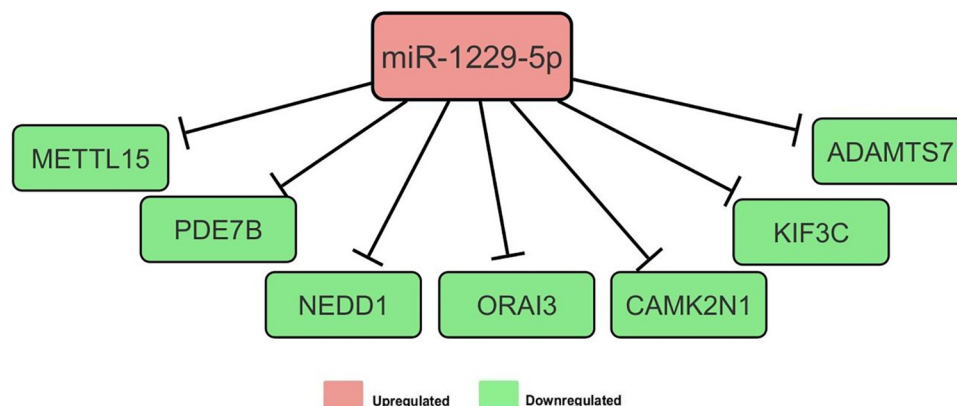 miR-1229-5p
METTL15
ADAMTS7
PDE7B
KIF3C
NEDD1
ORAI3
CAMK2N1
Upregulated
Downregulated